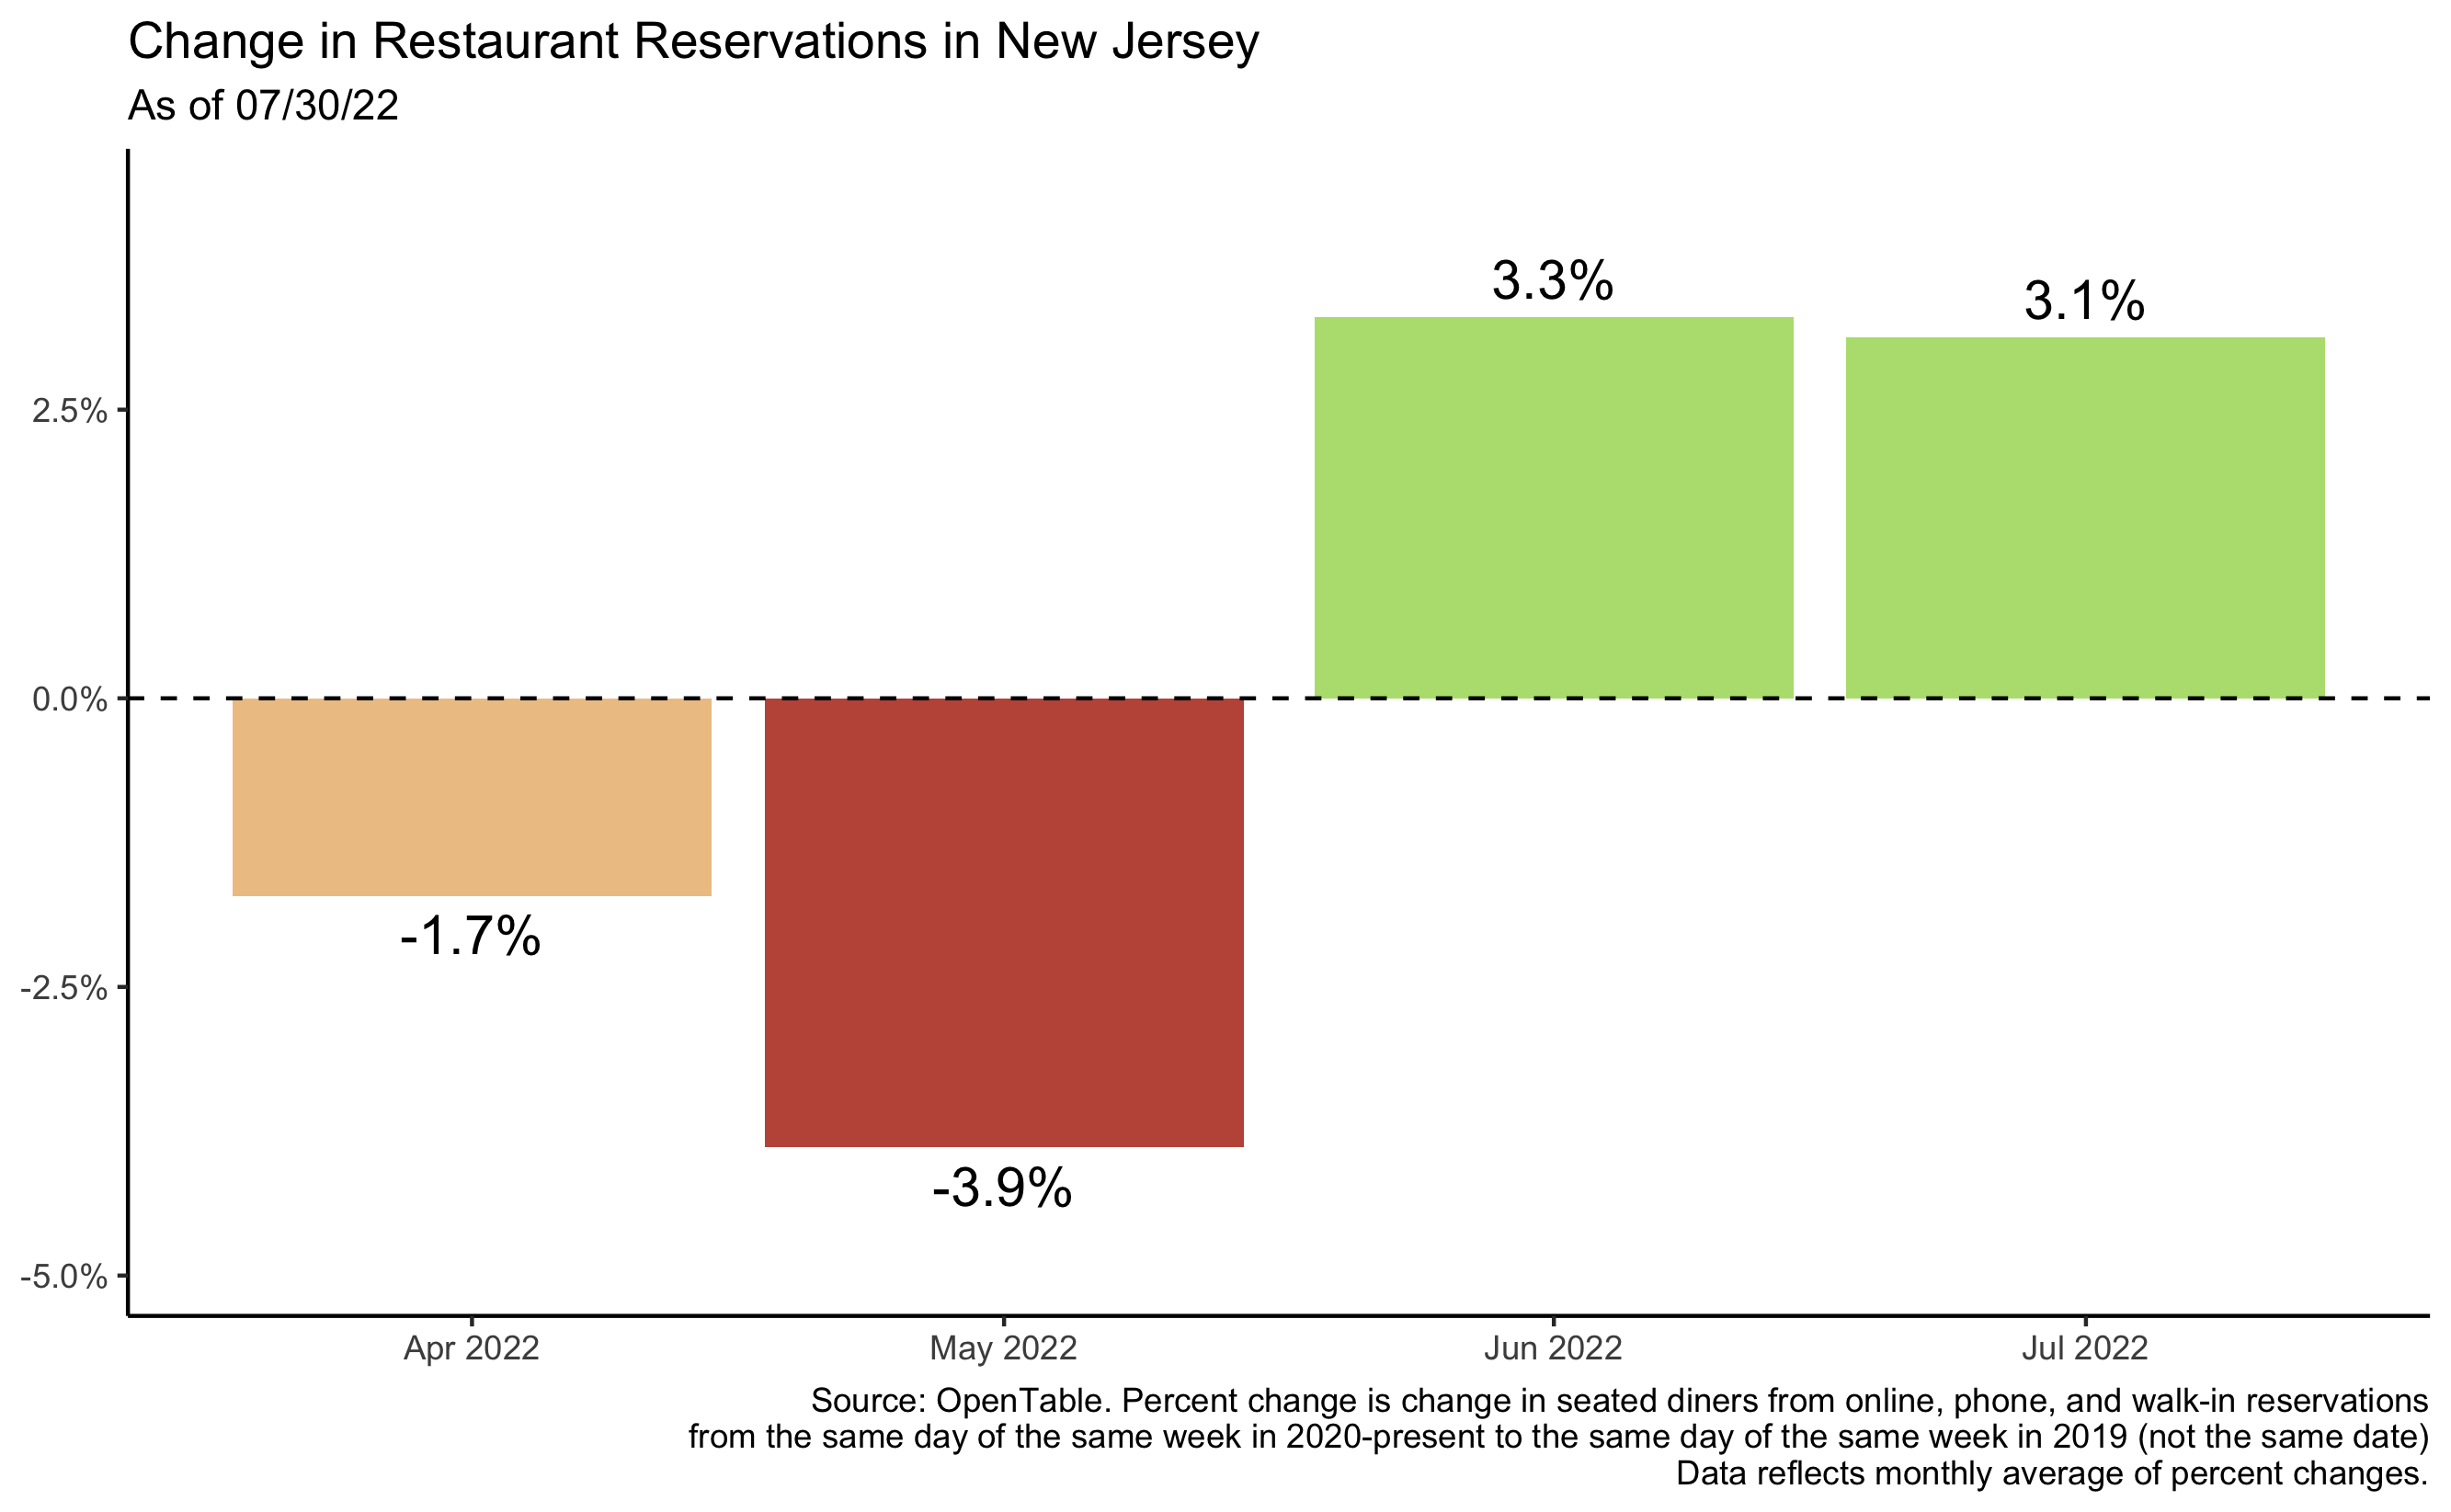 Change in Restaurant Reservations in New Jersey
As of 07/30/22
3.3%
3.1%
2.5%
0.0%
-1.7%
-2.5%
-3.9%
-5.0%
Apr 2022
May 2022
Jun 2022
Jul 2022
Source: OpenTable. Percent change is change in seated diners from online, phone, and walk-in reservations
from the same day of the same week in 2020-present to the same day of the same week in 2019 (not the same date)
Data reflects monthly average of percent changes.